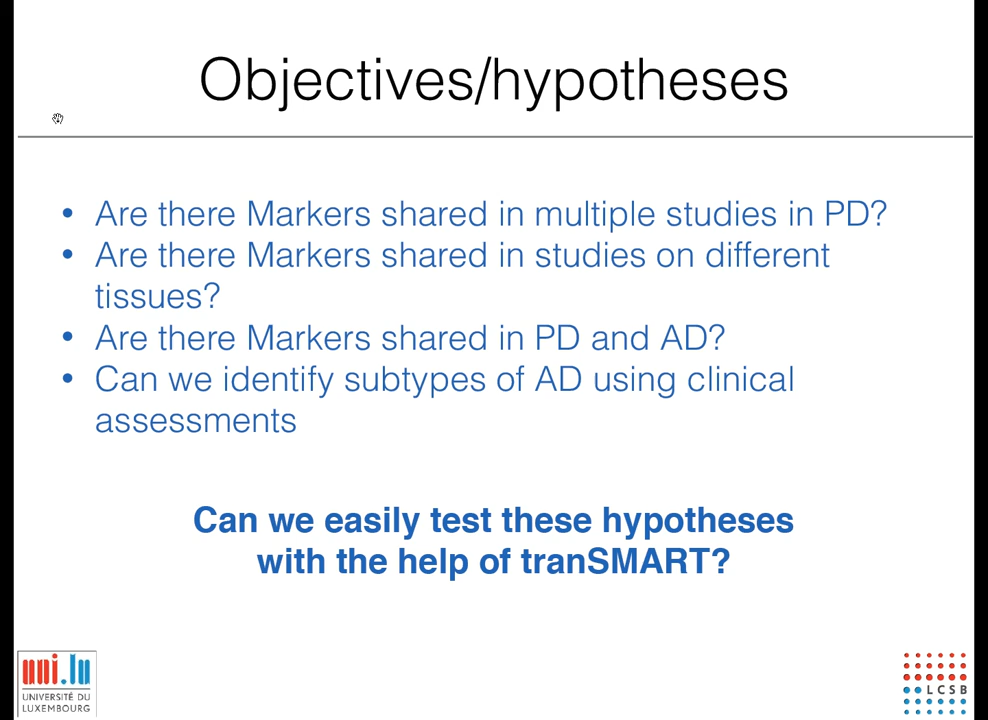 Objectives/hypotheses
• Are there Markers shared in multiple studies in PD?
• Are there Markers shared in studies on different
tissues?
• Are there Markers shared in PD and AD?
• Can we identify subtypes of AD using clinical
assessments
Can we easily test these hypotheses
with the help of tranSMART?
uni.lu
UNIVERSITÉ DU
LUXEMBOURG
LCSB